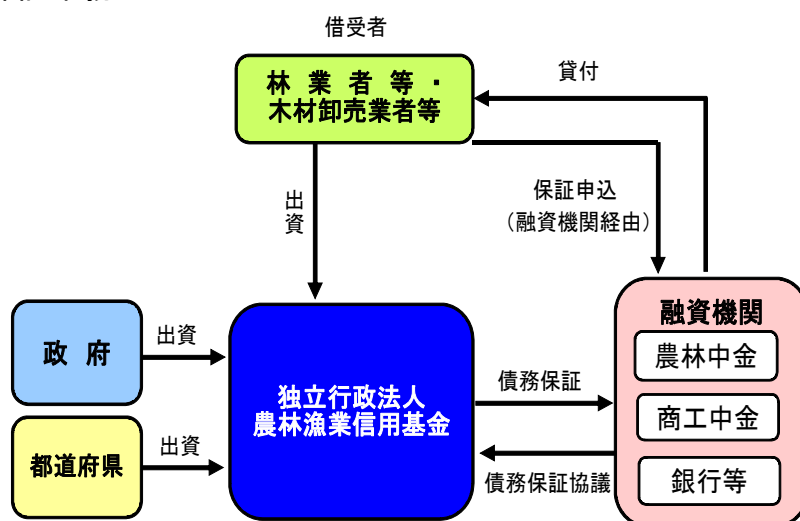 借受者
林業者等・
木材卸売業者等
貸付
出資
保証申込
（融資機関経由）
政府
出資
独立行政法人
農林漁業信用基金
債務保証
融資機関
農林中金
商工中金
銀行等
都道府県
出資
債務保証協議